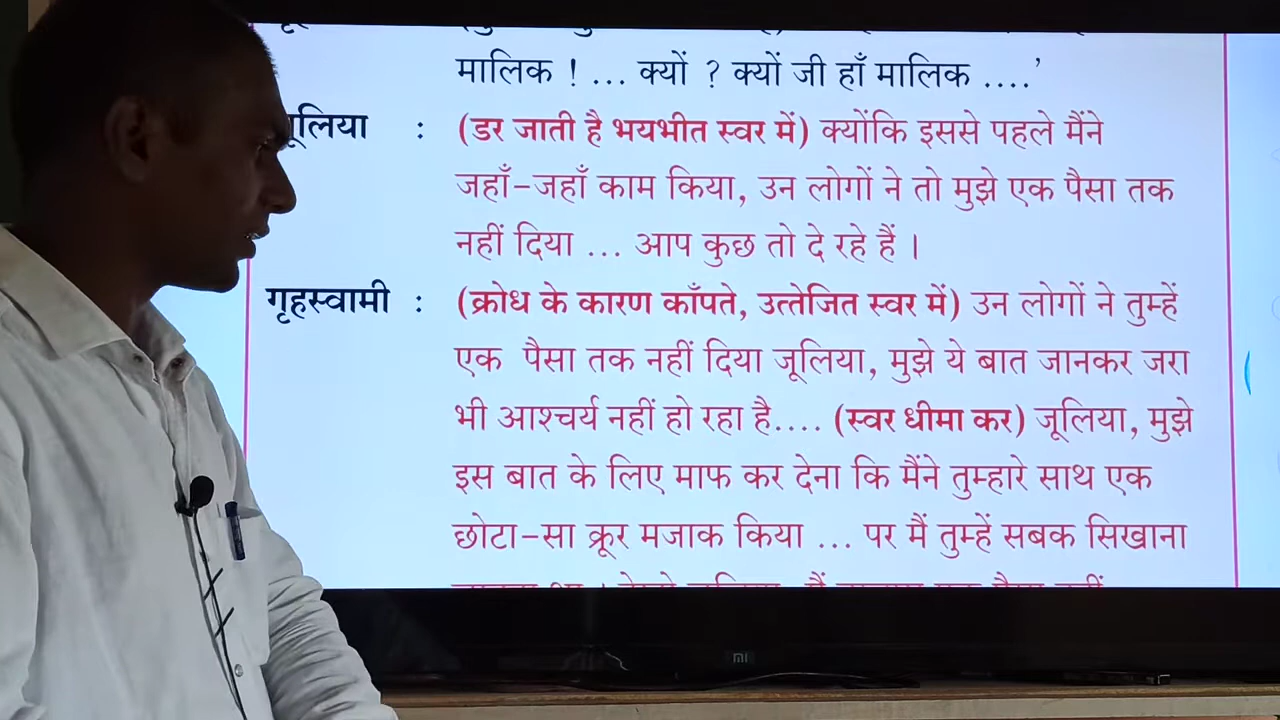 मालिक ! ... क्यों ? क्यों जी हाँ मालिक ....’
लिया : (डर जाती है भयभीत स्वर में) क्योंकि इससे पहले मैंने
जहाँ-जहाँ काम किया, उन लोगों ने तो मुझे एक पैसा तक
नहीं दिया ... आप कुछ तो दे रहे हैं ।
गृहस्वामी : (क्रोध के कारण काँपते, उत्तेजित स्वर में) उन लोगों ने तुम्हें
एक पैसा तक नहीं दिया जूलिया, मुझे ये बात जानकर जरा
भी आश्चर्य नहीं हो रहा है.... (स्वर धीमा कर) जूलिया, मुझे
इस बात के लिए माफ कर देना कि मैंने तुम्हारे साथ एक
छोटा-सा क्रूर मजाक किया ... पर मैं तुम्हें सबक सिखाना
mi